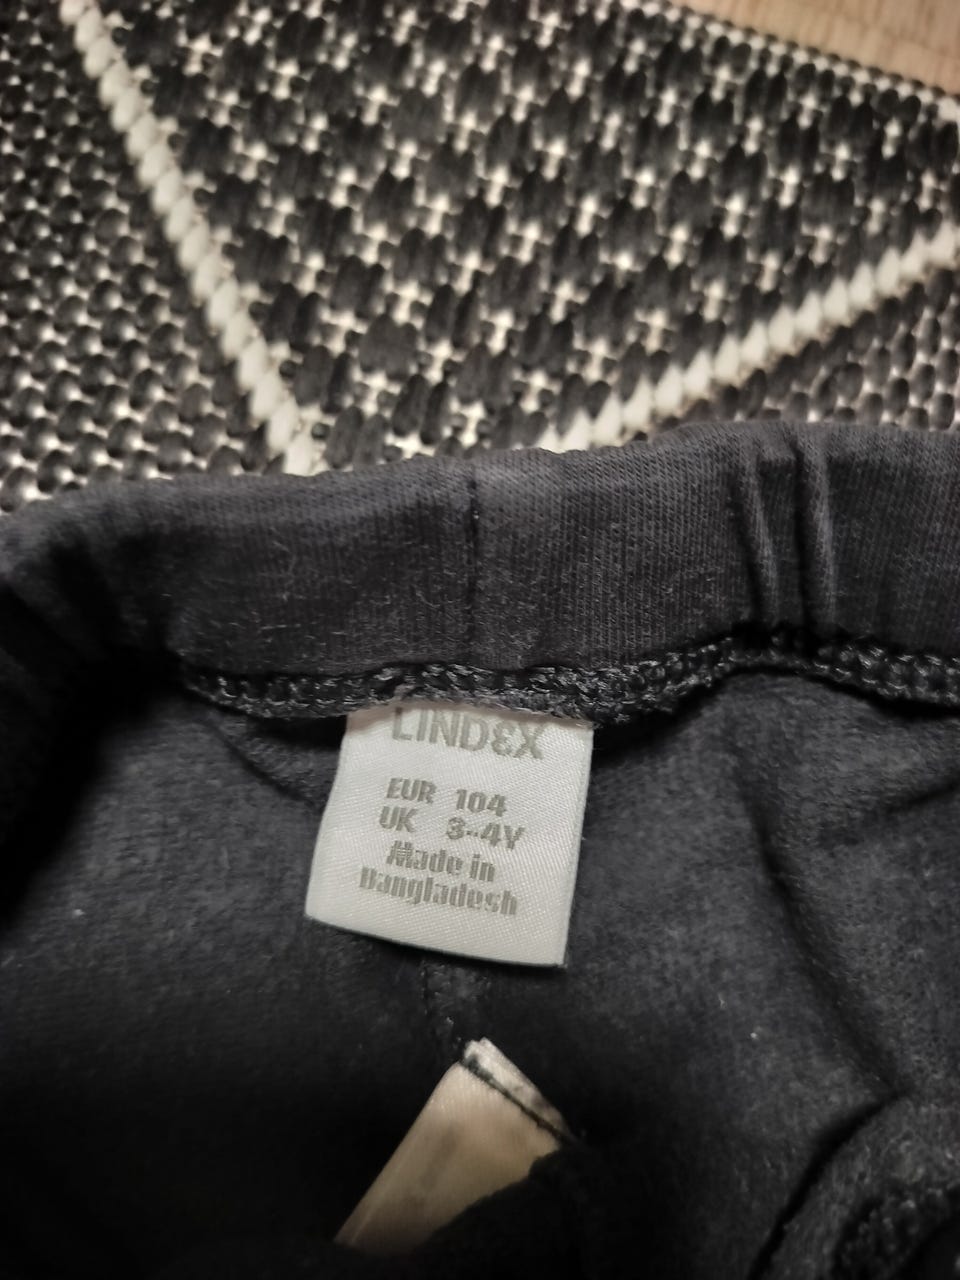 LINDEX
EUR 104
UK 3-4Y
Made in
Bangladesh